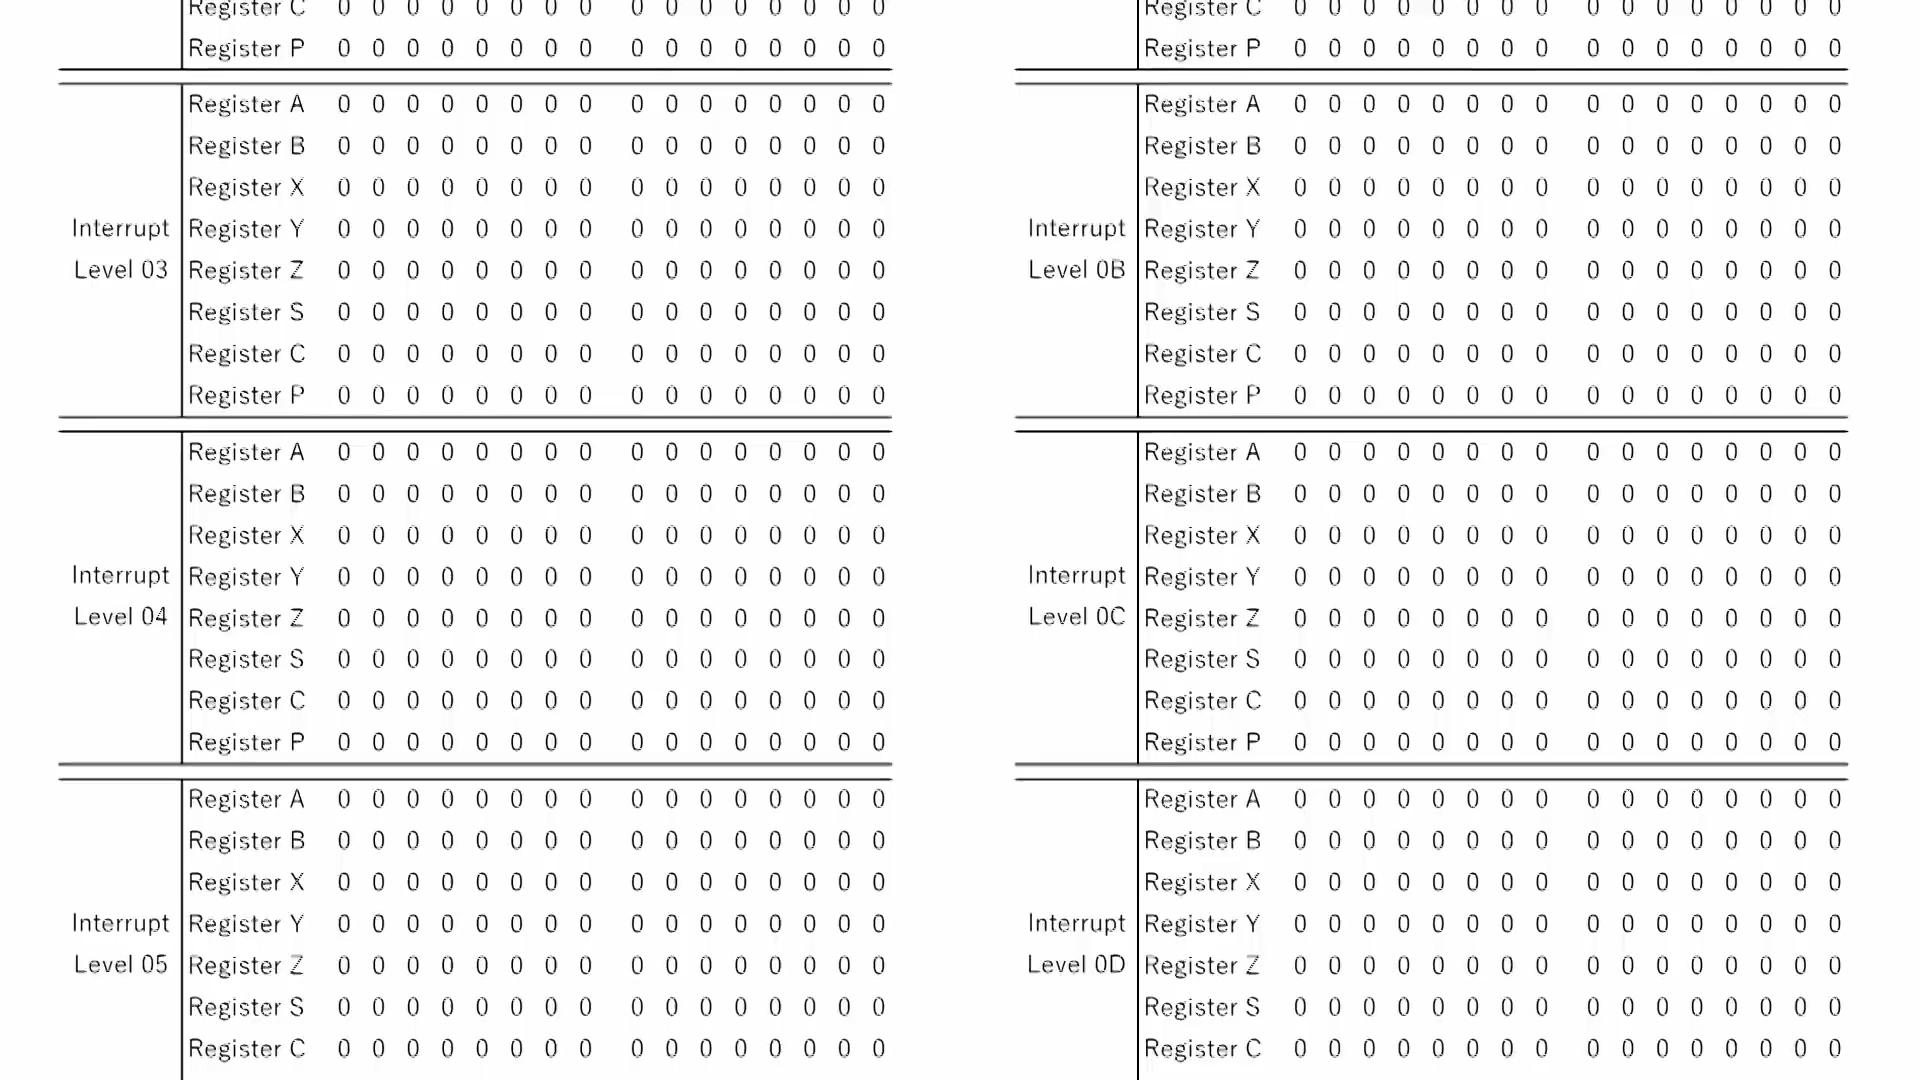 Register C 0 0 0 0 0 0 0 0 0 0 0 0 0 0 0 0
Register P 0 0 0 0 0 0 0 0 0 0 0 0 0 0 0 0
Interrupt Level 03
Register A 0 0 0 0 0 0 0 0 0 0 0 0 0 0 0 0
Register B 0 0 0 0 0 0 0 0 0 0 0 0 0 0 0 0
Register X 0 0 0 0 0 0 0 0 0 0 0 0 0 0 0 0
Register Y 0 0 0 0 0 0 0 0 0 0 0 0 0 0 0 0
Register Z 0 0 0 0 0 0 0 0 0 0 0 0 0 0 0 0
Register S 0 0 0 0 0 0 0 0 0 0 0 0 0 0 0 0
Register C 0 0 0 0 0 0 0 0 0 0 0 0 0 0 0 0
Register P 0 0 0 0 0 0 0 0 0 0 0 0 0 0 0 0
Interrupt Level 04
Register A 0 0 0 0 0 0 0 0 0 0 0 0 0 0 0 0
Register B 0 0 0 0 0 0 0 0 0 0 0 0 0 0 0 0
Register X 0 0 0 0 0 0 0 0 0 0 0 0 0 0 0 0
Register Y 0 0 0 0 0 0 0 0 0 0 0 0 0 0 0 0
Register Z 0 0 0 0 0 0 0 0 0 0 0 0 0 0 0 0
Register S 0 0 0 0 0 0 0 0 0 0 0 0 0 0 0 0
Register C 0 0 0 0 0 0 0 0 0 0 0 0 0 0 0 0
Register P 0 0 0 0 0 0 0 0 0 0 0 0 0 0 0 0
Interrupt Level 05
Register A 0 0 0 0 0 0 0 0 0 0 0 0 0 0 0 0
Register B 0 0 0 0 0 0 0 0 0 0 0 0 0 0 0 0
Register X 0 0 0 0 0 0 0 0 0 0 0 0 0 0 0 0
Register Y 0 0 0 0 0 0 0 0 0 0 0 0 0 0 0 0
Register Z 0 0 0 0 0 0 0 0 0 0 0 0 0 0 0 0
Register S 0 0 0 0 0 0 0 0 0 0 0 0 0 0 0 0
Register C 0 0 0 0 0 0 0 0 0 0 0 0 0 0 0 0
Register C 0 0 0 0 0 0 0 0 0 0 0 0 0 0 0 0
Register P 0 0 0 0 0 0 0 0 0 0 0 0 0 0 0 0
Interrupt Level 0B
Register A 0 0 0 0 0 0 0 0 0 0 0 0 0 0 0 0
Register B 0 0 0 0 0 0 0 0 0 0 0 0 0 0 0 0
Register X 0 0 0 0 0 0 0 0 0 0 0 0 0 0 0 0
Register Y 0 0 0 0 0 0 0 0 0 0 0 0 0 0 0 0
Register Z 0 0 0 0 0 0 0 0 0 0 0 0 0 0 0 0
Register S 0 0 0 0 0 0 0 0 0 0 0 0 0 0 0 0
Register C 0 0 0 0 0 0 0 0 0 0 0 0 0 0 0 0
Register P 0 0 0 0 0 0 0 0 0 0 0 0 0 0 0 0
Interrupt Level 0C
Register A 0 0 0 0 0 0 0 0 0 0 0 0 0 0 0 0
Register B 0 0 0 0 0 0 0 0 0 0 0 0 0 0 0 0
Register X 0 0 0 0 0 0 0 0 0 0 0 0 0 0 0 0
Register Y 0 0 0 0 0 0 0 0 0 0 0 0 0 0 0 0
Register Z 0 0 0 0 0 0 0 0 0 0 0 0 0 0 0 0
Register S 0 0 0 0 0 0 0 0 0 0 0 0 0 0 0 0
Register C 0 0 0 0 0 0 0 0 0 0 0 0 0 0 0 0
Register P 0 0 0 0 0 0 0 0 0 0 0 0 0 0 0 0
Interrupt Level 0D
Register A 0 0 0 0 0 0 0 0 0 0 0 0 0 0 0 0
Register B 0 0 0 0 0 0 0 0 0 0 0 0 0 0 0 0
Register X 0 0 0 0 0 0 0 0 0 0 0 0 0 0 0 0
Register Y 0 0 0 0 0 0 0 0 0 0 0 0 0 0 0 0
Register Z 0 0 0 0 0 0 0 0 0 0 0 0 0 0 0 0
Register S 0 0 0 0 0 0 0 0 0 0 0 0 0 0 0 0
Register C 0 0 0 0 0 0 0 0 0 0 0 0 0 0 0 0